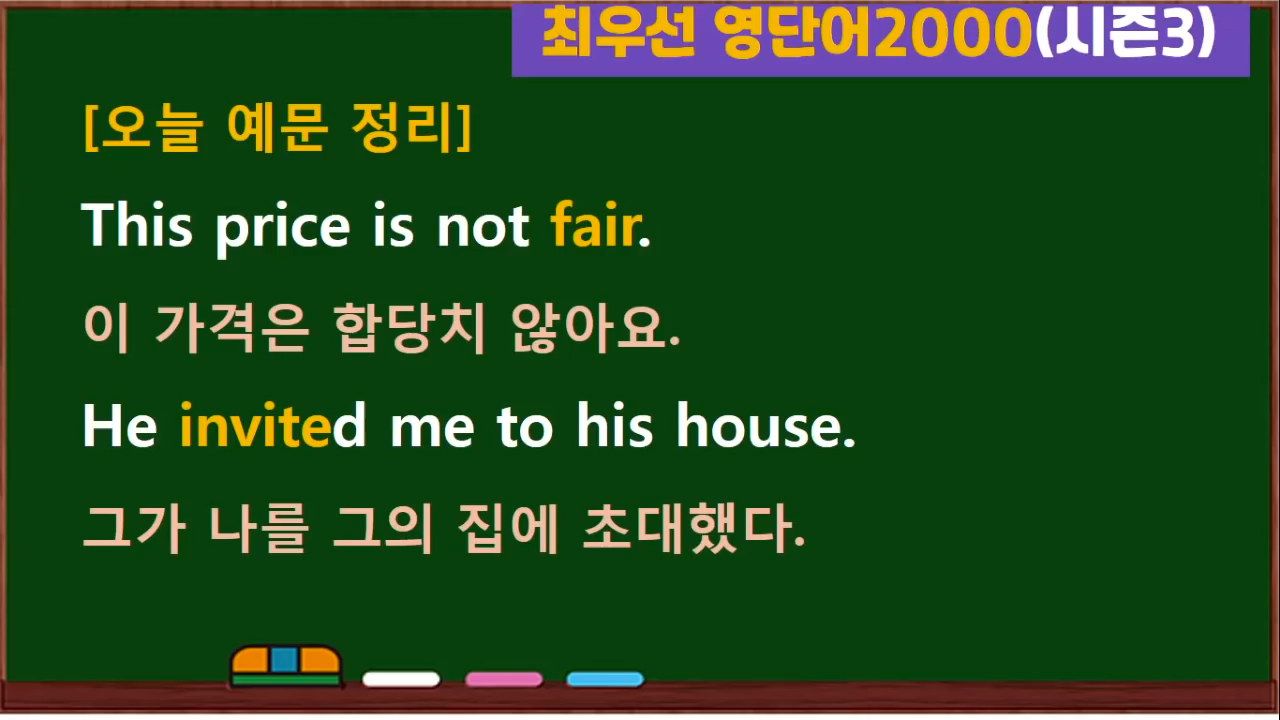 최우선 영단어2000(시즌3)
[오늘 예문 정리]
This price is not fair.
이 가격은 합당치 않아요.
He invited me to his house.
그가 나를 그의 집에 초대했다.